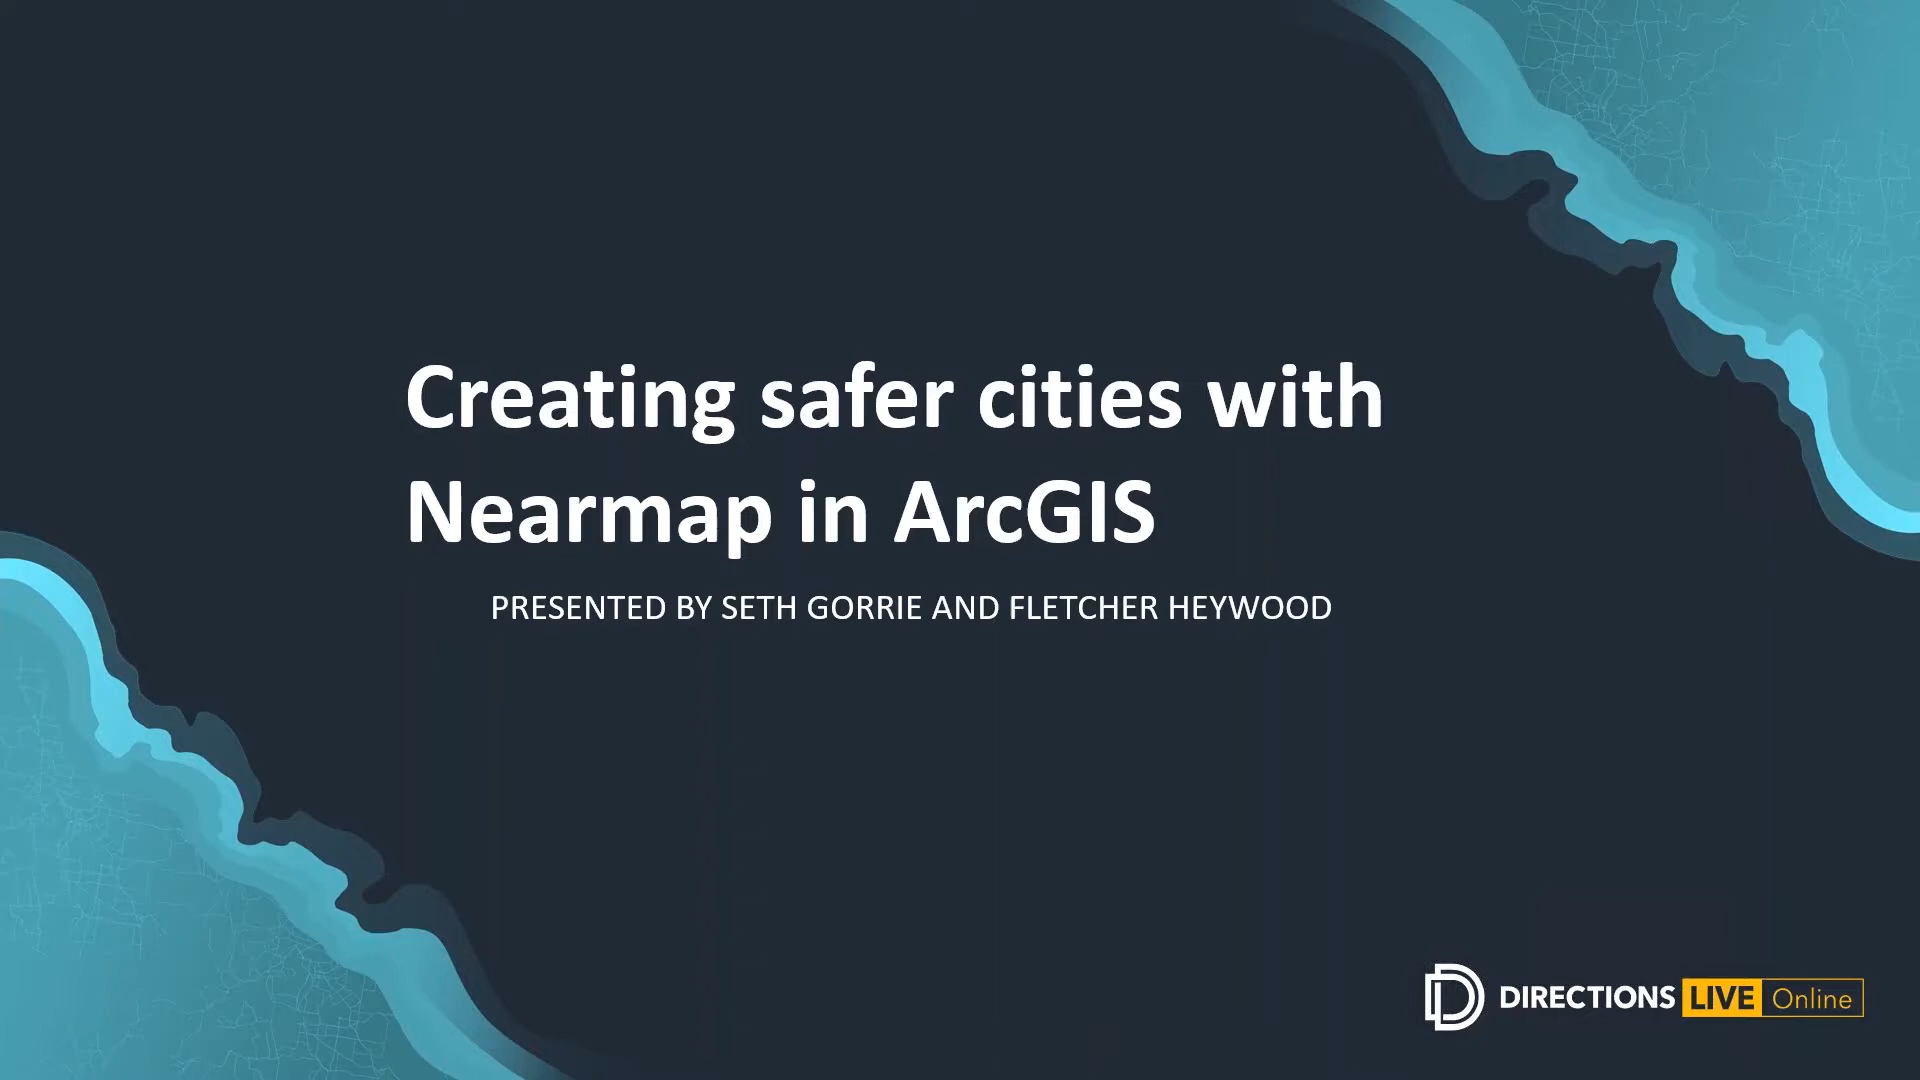 Creating safer cities with
Nearmap in ArcGIS
PRESENTED BY SETH GORRIE AND FLETCHER HEYWOOD
DIRECTIONS LIVE Online